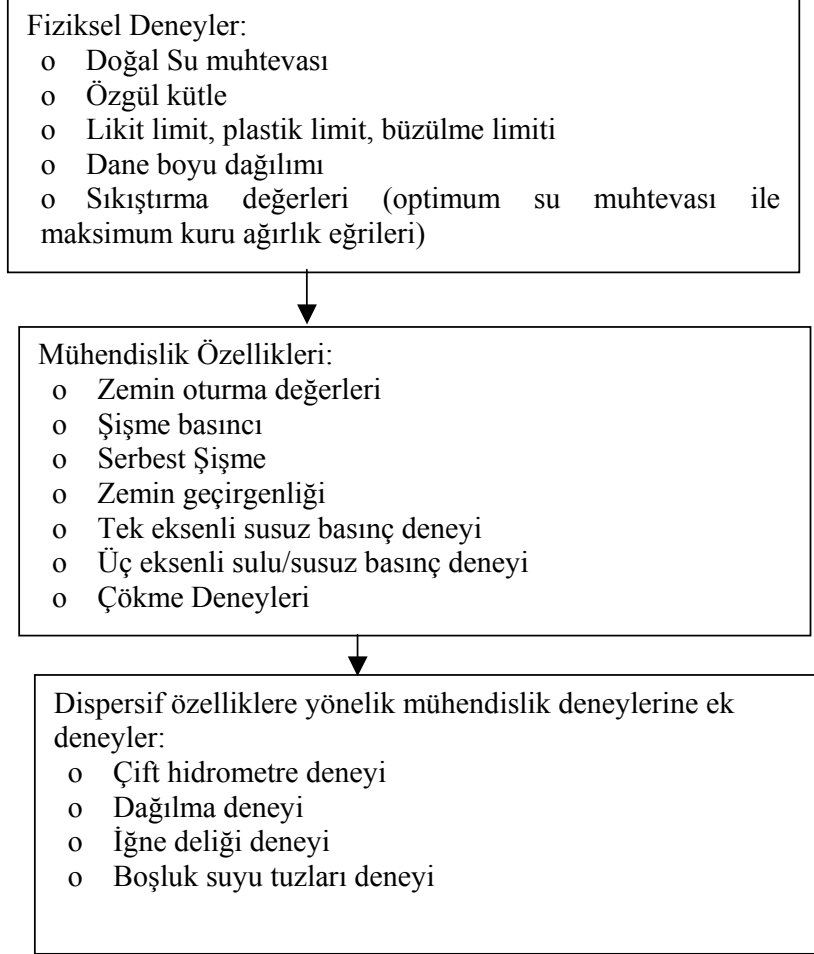 Fiziksel Deneyler:
o Doğal Su muhtevası
o Özgül kütle
o Likit limit, plastik limit, büzülme limiti
o Dane boyu dağılımı
o Sıkıştırma değerleri (optimum su muhtevası ile
maksimum kuru ağırlık eğrileri)
Mühendislik Özellikleri:
o Zemin oturma değerleri
o Şişme basıncı
o Serbest Şişme
o Zemin geçirgenliği
o Tek eksenli susuz basınç deneyi
o Üç eksenli sulu/susuz basınç deneyi
o Çökme Deneyleri
Dispersif özelliklere yönelik mühendislik deneylerine ek
deneyler:
o Çift hidrometre deneyi
o Dağılma deneyi
o İğne deliği deneyi
o Boşluk suyu tuzları deneyi